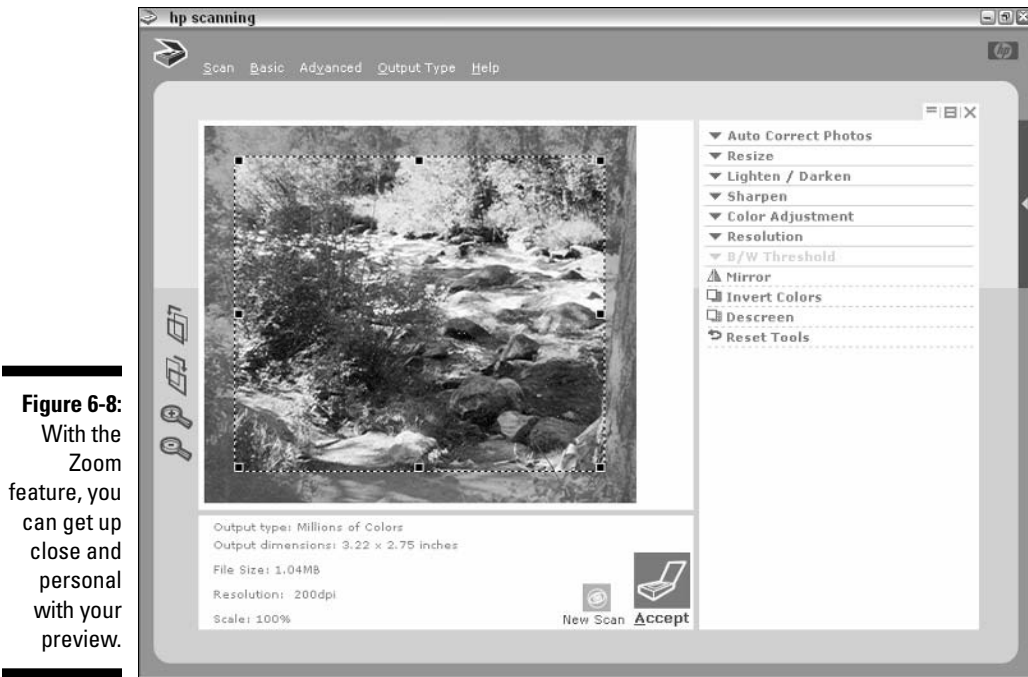 hp scanning
hp
Scan Basic Advanced Output Type Help
Auto Correct Photos
Resize
Lighten / Darken
Sharpen
Color Adjustment
Resolution
B/W Threshold
Mirror
Invert Colors
Descreen
Reset Tools
Output type: Millions of Colors
Output dimensions: 3.22 x 2.75 inches
File Size: 1.04MB
Resolution: 200dpi
Scale: 100%
New Scan Accept
Figure 6-8:
With the
Zoom
feature, you
can get up
close and
personal
with your
preview.